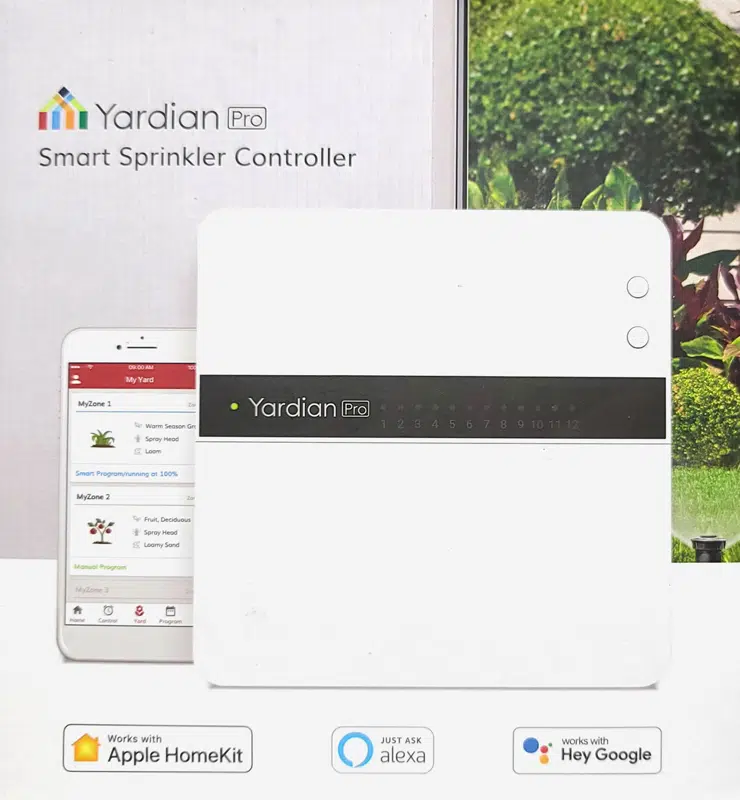 Yardian Pro
Smart Sprinkler Controller
09:00 AM
My Yard
MyZone 1
Warm Season
Spray Head
Loam
Smart Program/running at 100%
MyZone 2
Fruit, Deciduous
Spray Head
Loamy Sand
Manual Program
MyZone 3
Home Control Yard Program
Yardian Pro
1 2 3 4 5 6 7 8 9 10 11 12
Works with
Apple HomeKit
JUST ASK
alexa
works with
Hey Google